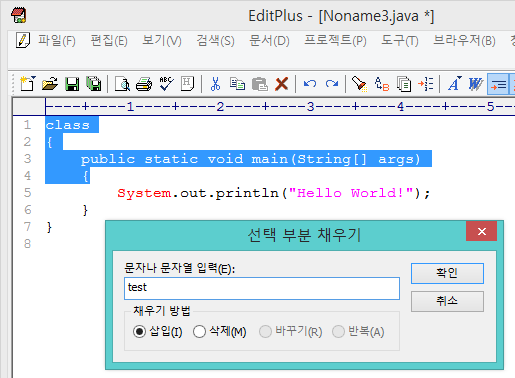 EditPlus - [Noname3.java *]
파일(F) 편집(E) 보기(V) 검색(S) 문서(D) 프로젝트(P) 도구(T) 브라우저(B)
ABC H A W
----+----1----+----2----+----3----+----4----+----5--
1 class
2 {
3 public static void main(String[] args)
4 {
5 System.out.println("Hello World!");
6 }
7 }
8
선택 부분 채우기
문자나 문자열 입력(E):
test
확인
취소
채우기 방법
삽입(I) 삭제(M) 바꾸기(R) 반복(A)